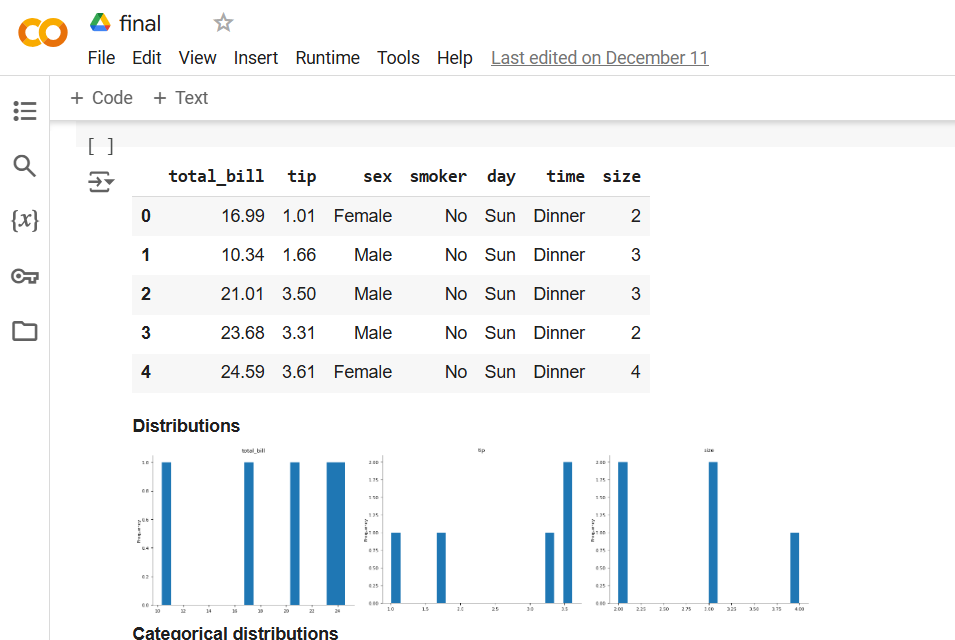 final
File Edit View Insert Runtime Tools Help Last edited on December 11
+ Code + Text
[ ]
total_bill tip sex smoker day time size
0 16.99 1.01 Female No Sun Dinner 2
1 10.34 1.66 Male No Sun Dinner 3
2 21.01 3.50 Male No Sun Dinner 3
3 23.68 3.31 Male No Sun Dinner 2
4 24.59 3.61 Female No Sun Dinner 4
{x}
Distributions
total_bill tip size
Frequency Frequency Frequency
1.0 2.00 2.00
0.8 1.75 1.75
0.6 1.50 1.50
0.4 1.25 1.25
0.2 1.00 1.00
0.0 0.75 0.75
0.50 0.50
0.25 0.25
0.00 0.00
10 12 14 16 18 20 22 24
1.0 1.5 2.0 2.5 3.0 3.5
2.00 2.25 2.50 2.75 3.00 3.25 3.50 3.75 4.00
Categorical distributions